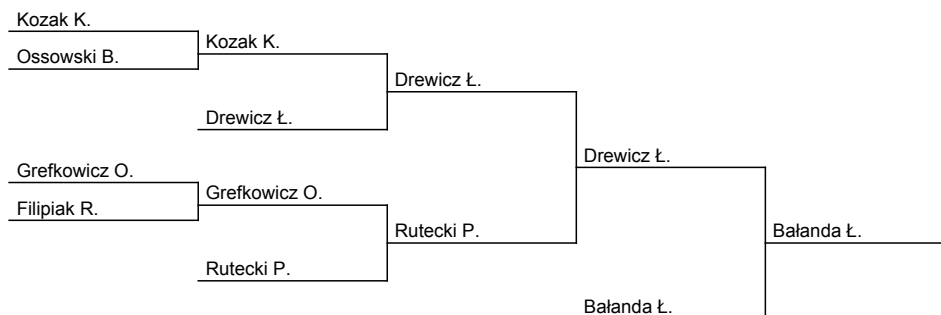 Kozak K.
Ossowski B.
Kozak K.
Drewicz Ł.
Drewicz Ł.
Grefkowicz O.
Filipiak R.
Grefkowicz O.
Rutecki P.
Rutecki P.
Drewicz Ł.
Bałanda Ł.
Bałanda Ł.